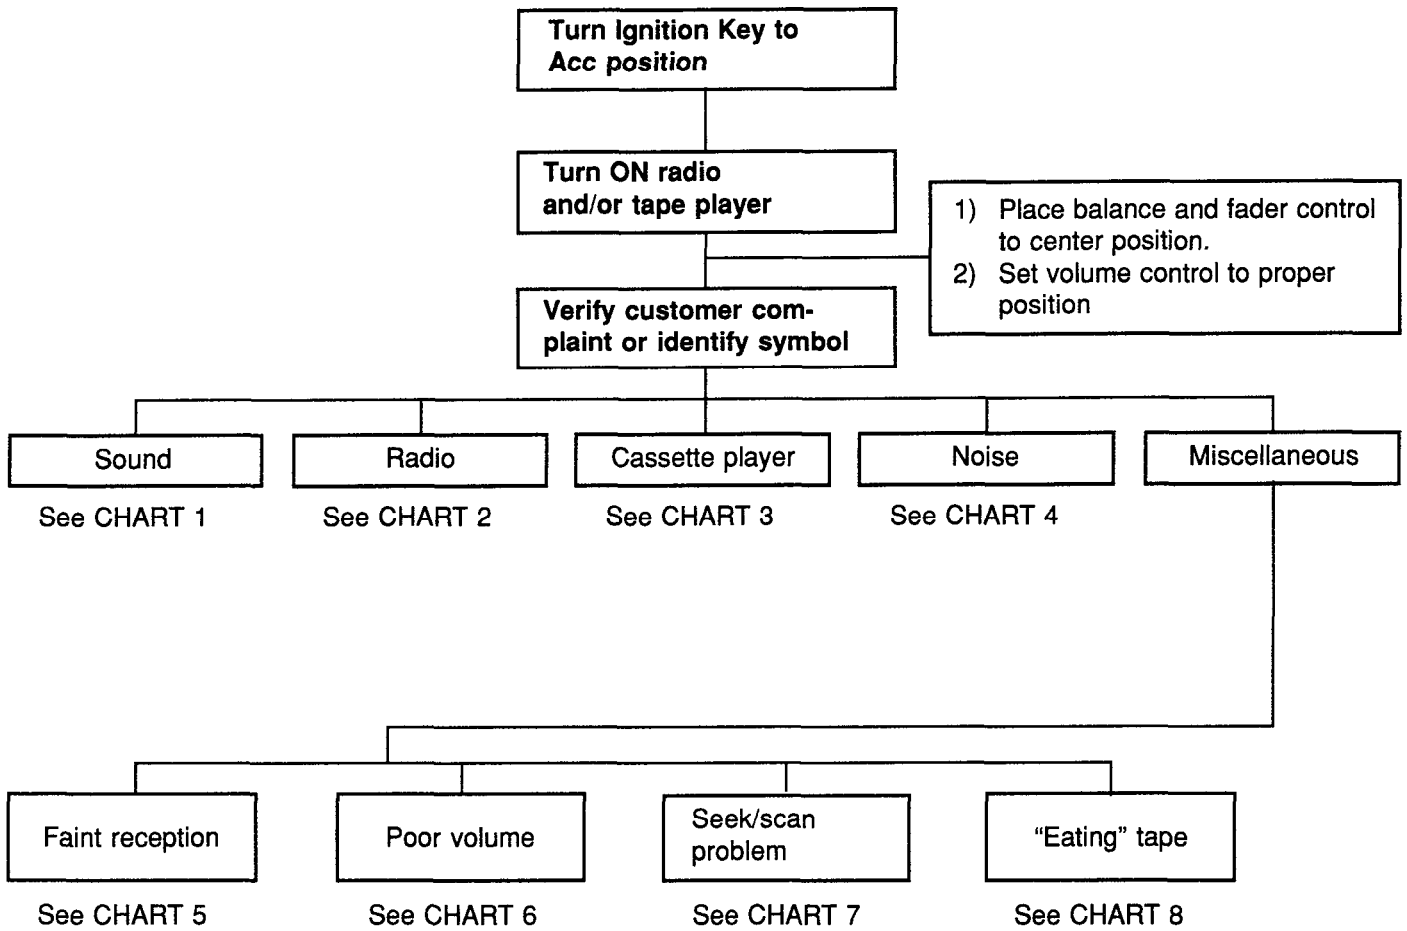 Turn Ignition Key to
Acc position
Turn ON radio
and/or tape player
1) Place balance and fader control
to center position.
2) Set volume control to proper
position
Verify customer com-
plaint or identify symbol
Sound
Radio
Cassette player
Noise
Miscellaneous
See CHART 1
See CHART 2
See CHART 3
See CHART 4
Faint reception
Poor volume
Seek/scan
problem
“Eating” tape
See CHART 5
See CHART 6
See CHART 7
See CHART 8